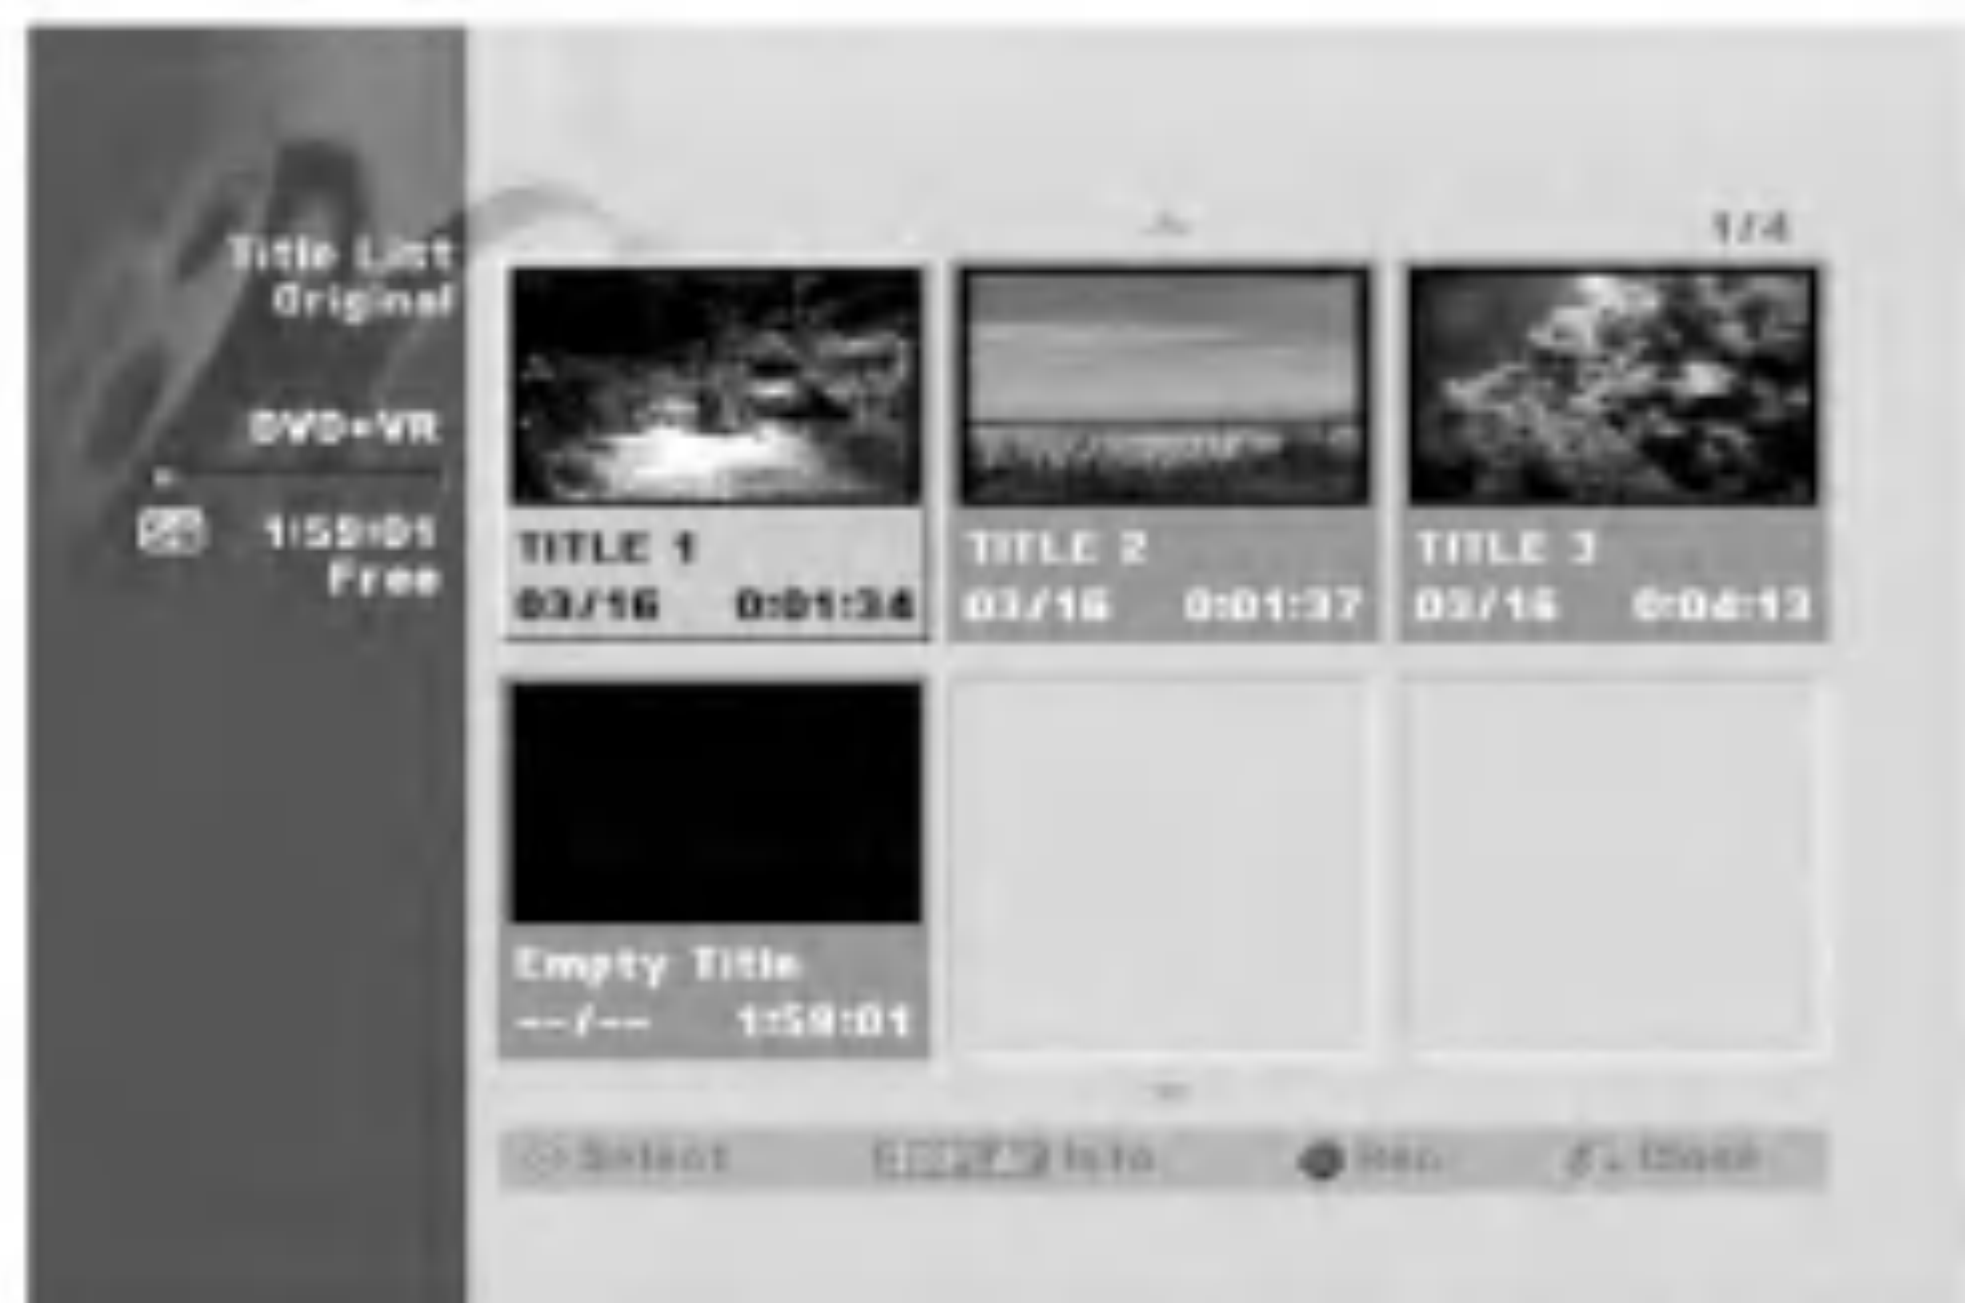 Title List
Original
DVD+VR
1:59:01
Free
1/4
TITLE 1
03/16 0:01:34
TITLE 2
03/16 0:01:37
TITLE 3
03/16 0:04:13
Empty Title
--/-- 1:59:01
Select Info Rec. Close